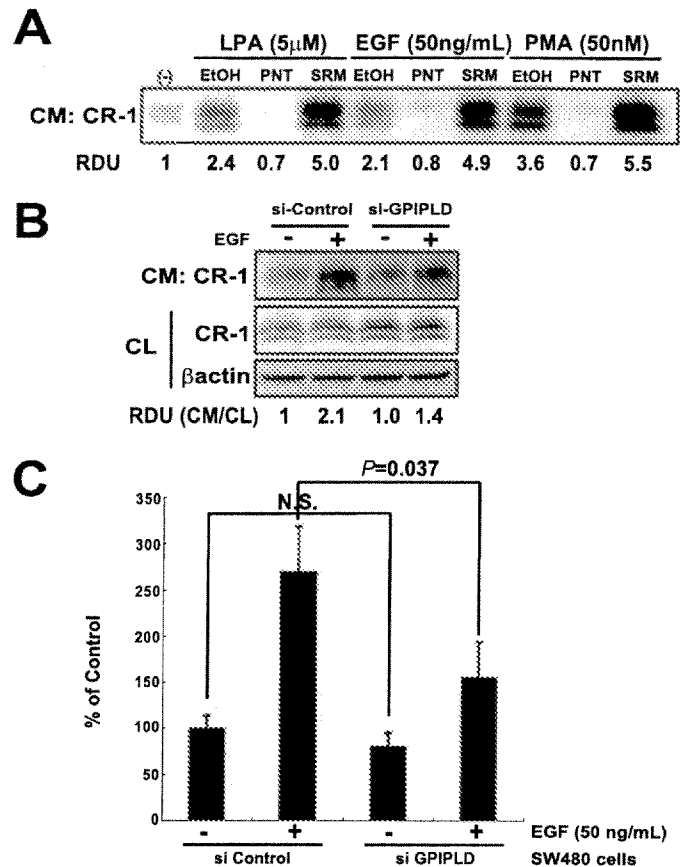 A
LPA (5μM) EGF (50ng/mL) PMA (50nM)
(-) EtOH PNT SRM EtOH PNT SRM EtOH PNT SRM
CM: CR-1
RDU 1 2.4 0.7 5.0 2.1 0.8 4.9 3.6 0.7 5.5
B
si-Control si-GPIPLD
EGF - + - +
CM: CR-1
CL
CR-1
βactin
RDU (CM/CL) 1 2.1 1.0 1.4
C
P=0.037
N.S.
% of Control
350
300
250
200
150
100
50
0
- + - + EGF (50 ng/mL)
si Control si GPIPLD SW480 cells